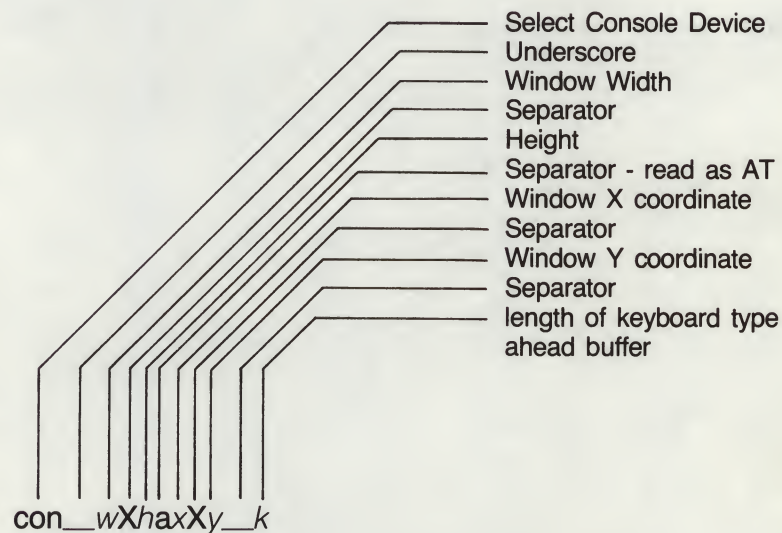 Select Console Device
Underscore
Window Width
Separator
Height
Separator - read as AT
Window X coordinate
Separator
Window Y coordinate
Separator
length of keyboard type
ahead buffer
con__wXhaxXy__k